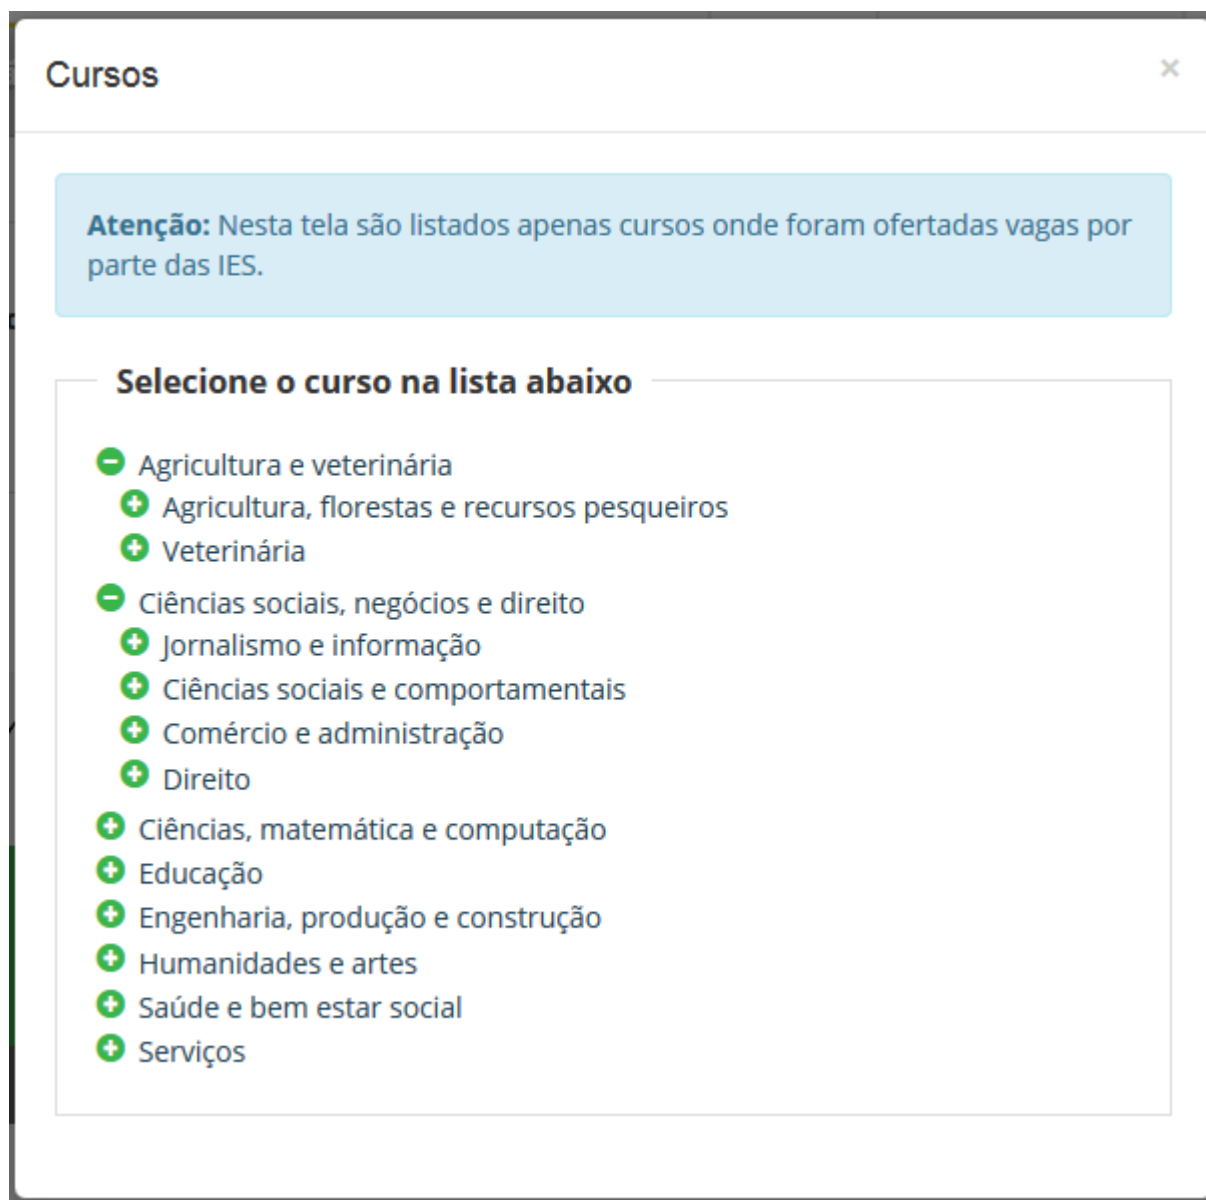 Cursos
×
Atenção: Nesta tela são listados apenas cursos onde foram ofertadas vagas por
parte das IES.
Selecione o curso na lista abaixo
Agricultura e veterinária
Agricultura, florestas e recursos pesqueiros
Veterinária
Ciências sociais, negócios e direito
Jornalismo e informação
Ciências sociais e comportamentais
Comércio e administração
Direito
Ciências, matemática e computação
Educação
Engenharia, produção e construção
Humanidades e artes
Saúde e bem estar social
Serviços